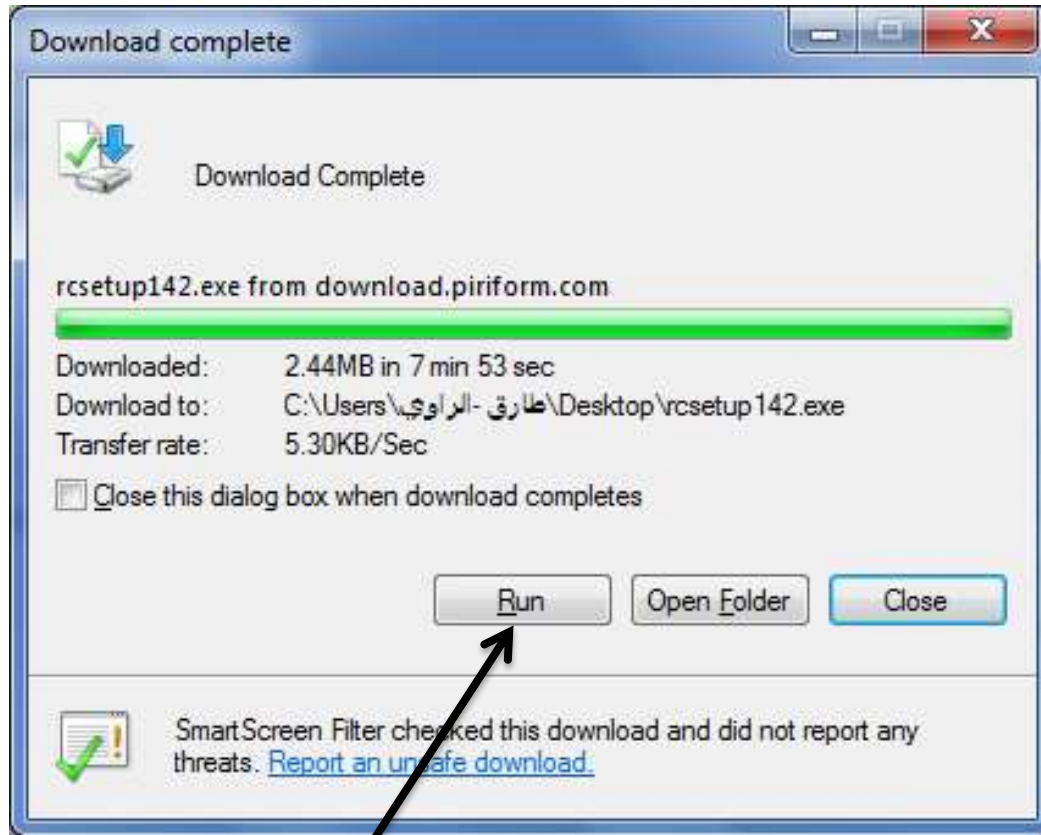 Download complete
Download Complete
rcsetup142.exe from download.piriform.com
Downloaded: 2.44MB in 7 min 53 sec
Download to: C:\Users\طارق -الراوي\Desktop\rcsetup142.exe
Transfer rate: 5.30KB/Sec
Close this dialog box when download completes
Run Open Folder Close
SmartScreen Filter checked this download and did not report any
threats. Report an unsafe download.